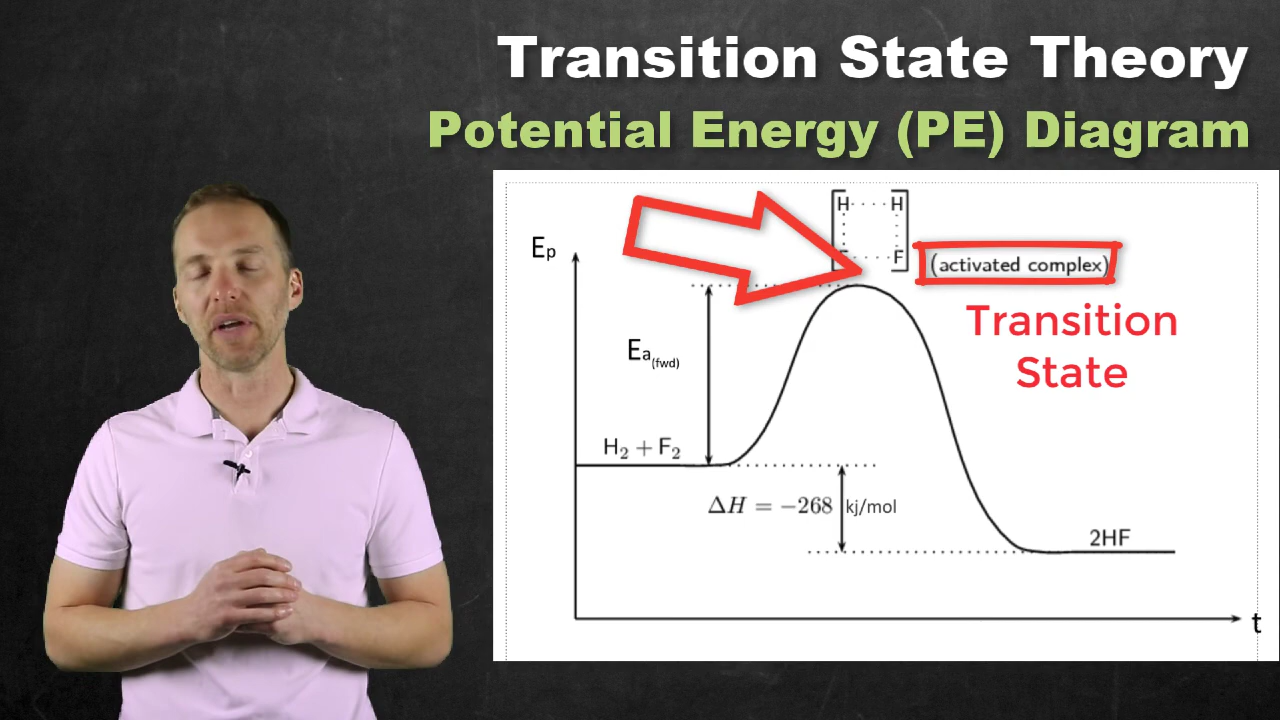 Transition State Theory
Potential Energy (PE) Diagram
H H
F
(activated complex)
Ep
Transition
State
Ea(fwd)
H₂ + F₂
ΔH = −268 kj/mol
2HF
t